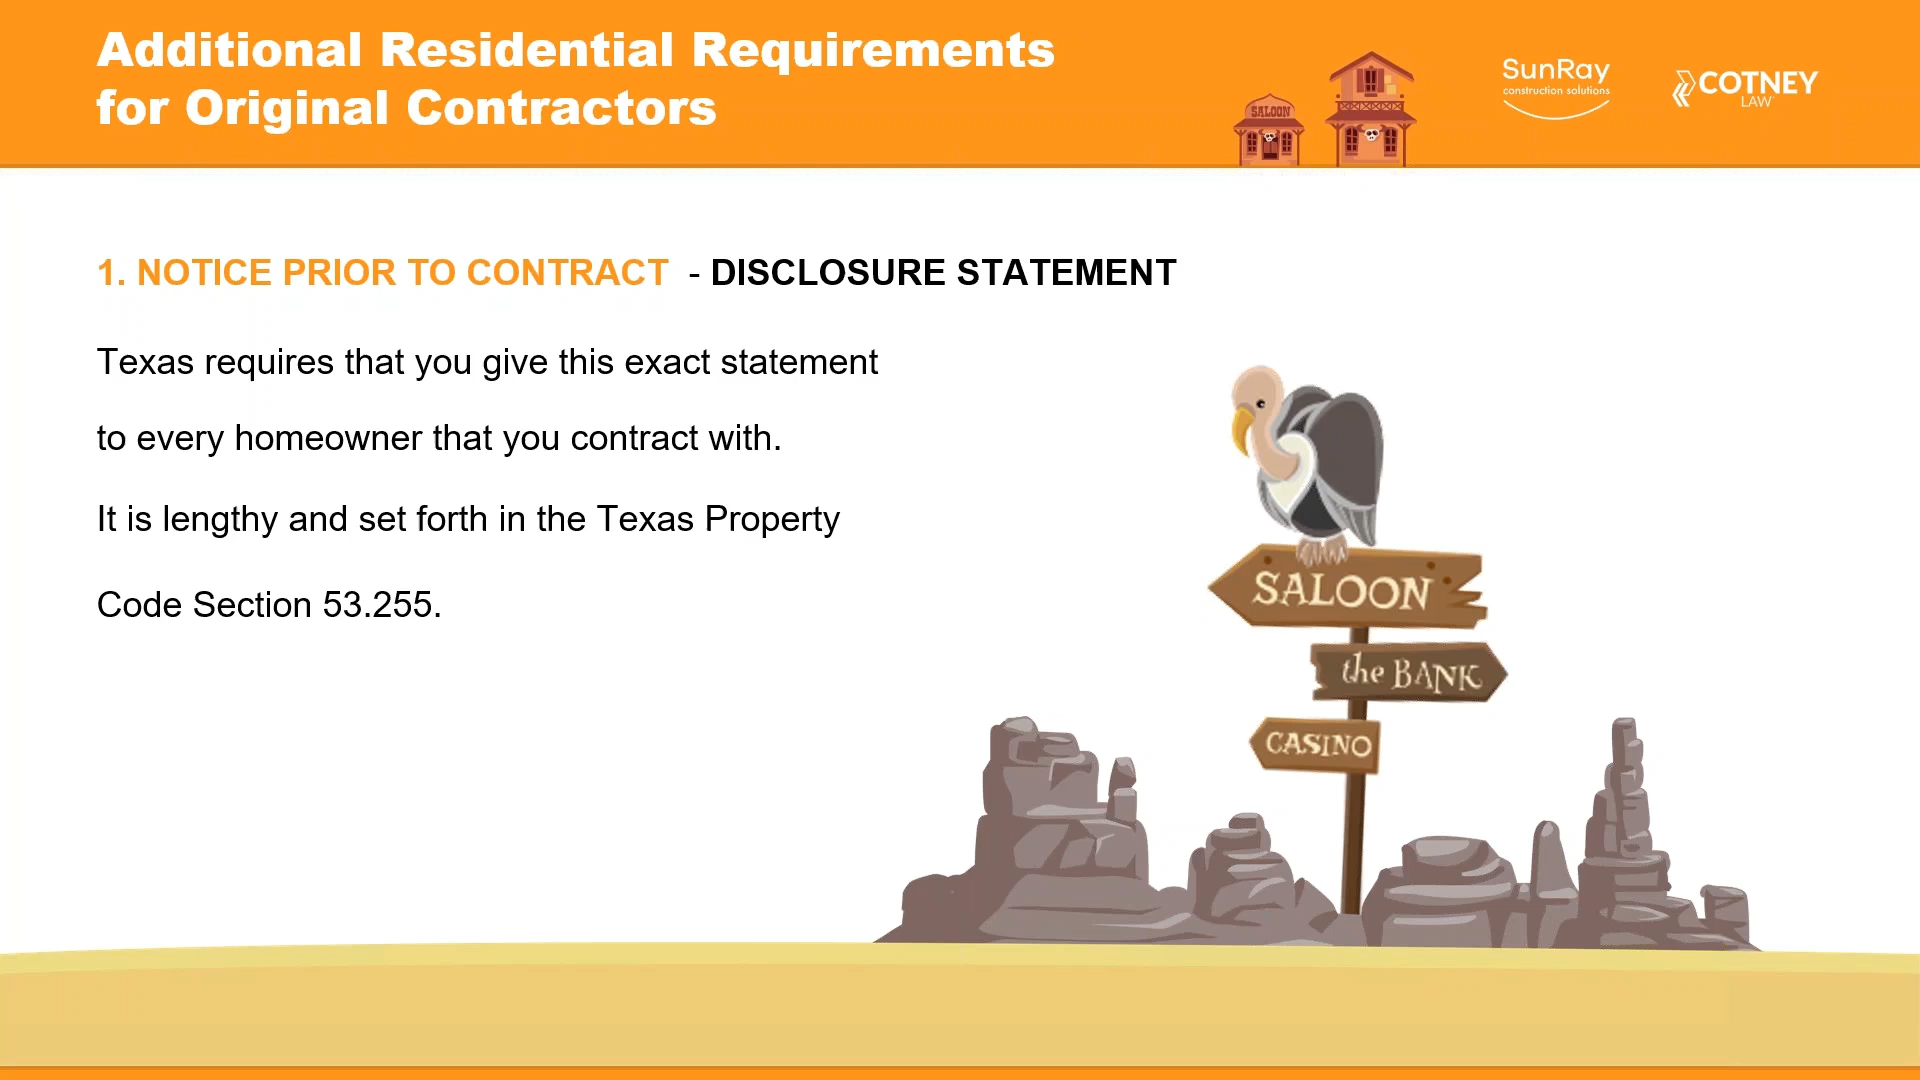 Additional Residential Requirements
for Original Contractors
SALOON
SunRay
construction solutions
COTNEY
LAW
1. NOTICE PRIOR TO CONTRACT - DISCLOSURE STATEMENT
Texas requires that you give this exact statement
to every homeowner that you contract with.
It is lengthy and set forth in the Texas Property
Code Section 53.255.
SALOON
the BANK
CASINO